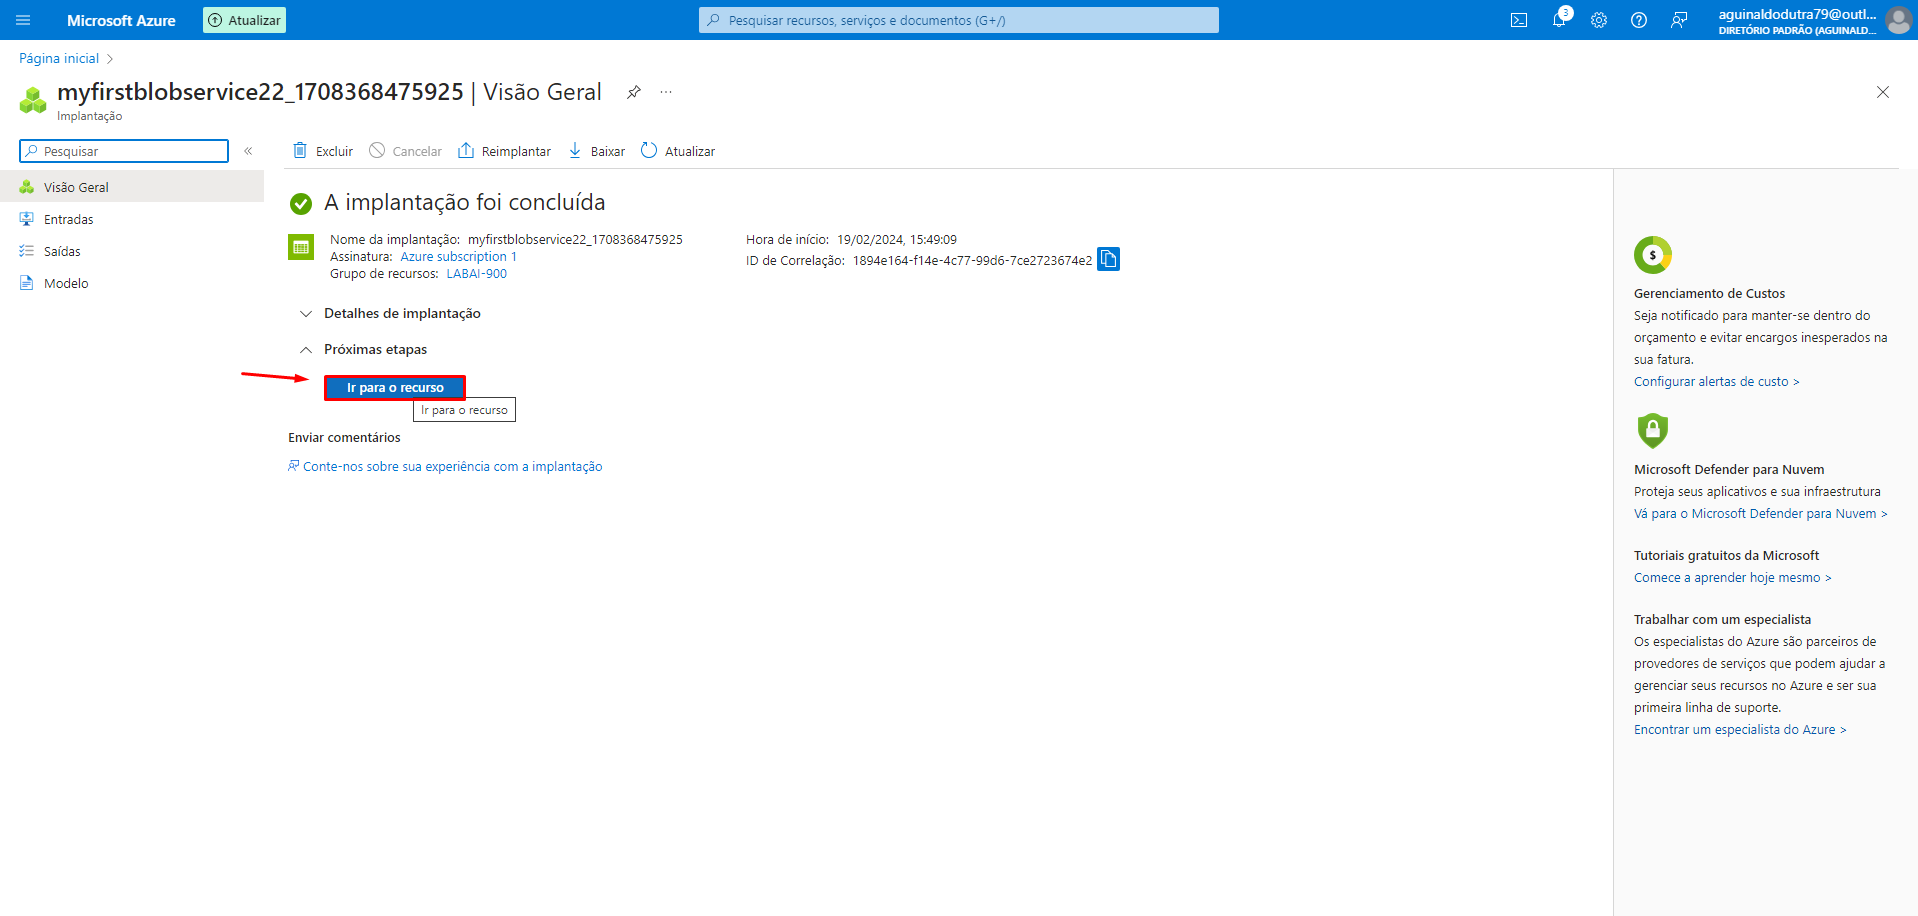 Microsoft Azure
Atualizar
Pesquisar recursos, serviços e documentos (G+/)
3
aguinaldodutra79@outl...
DIRETÓRIO PADRÃO (AGUINALD...
Página inicial >
myfirstblobservice22_1708368475925 | Visão Geral
...
Implantação
Pesquisar
«
Excluir
Cancelar
Reimplantar
Baixar
Atualizar
Visão Geral
Entradas
Saídas
Modelo
A implantação foi concluída
Nome da implantação: myfirstblobservice22_1708368475925
Assinatura: Azure subscription 1
Grupo de recursos: LABAI-900
Hora de início: 19/02/2024, 15:49:09
ID de Correlação: 1894e164-f14e-4c77-99d6-7ce2723674e2
Detalhes de implantação
Próximas etapas
Ir para o recurso
Ir para o recurso
Enviar comentários
Conte-nos sobre sua experiência com a implantação
$
Gerenciamento de Custos
Seja notificado para manter-se dentro do
orçamento e evitar encargos inesperados na
sua fatura.
Configurar alertas de custo >
Microsoft Defender para Nuvem
Proteja seus aplicativos e sua infraestrutura
Vá para o Microsoft Defender para Nuvem >
Tutoriais gratuitos da Microsoft
Comece a aprender hoje mesmo >
Trabalhar com um especialista
Os especialistas do Azure são parceiros de
provedores de serviços que podem ajudar a
gerenciar seus recursos no Azure e ser sua
primeira linha de suporte.
Encontrar um especialista do Azure >